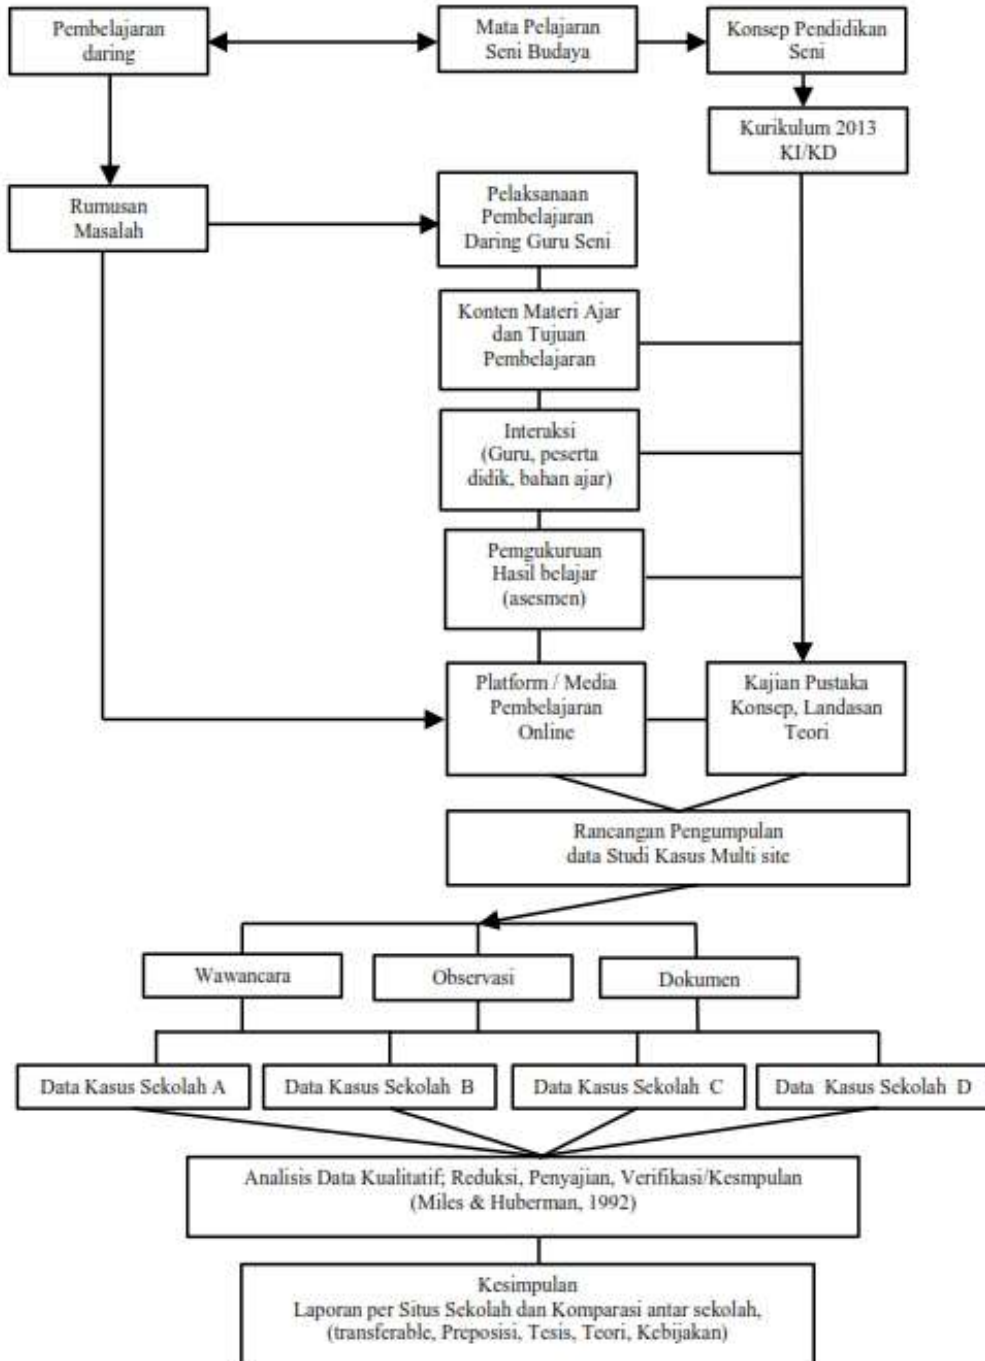 Pembelajaran
daring
Mata Pelajaran
Seni Budaya
Konsep Pendidikan
Seni
Kurikulum 2013
KI/KD
Rumusan
Masalah
Pelaksanaan
Pembelajaran
Daring Guru Seni
Konten Materi Ajar
dan Tujuan
Pembelajaran
Interaksi
(Guru, peserta
didik, bahan ajar)
Pemgukuruan
Hasil belajar
(asesmen)
Platform / Media
Pembelajaran
Online
Kajian Pustaka
Konsep, Landasan
Teori
Rancangan Pengumpulan
data Studi Kasus Multi site
Wawancara
Observasi
Dokumen
Data Kasus Sekolah A
Data Kasus Sekolah B
Data Kasus Sekolah C
Data Kasus Sekolah D
Analisis Data Kualitatif; Reduksi, Penyajian, Verifikasi/Kesmpulan
(Miles & Huberman, 1992)
Kesimpulan
Laporan per Situs Sekolah dan Komparasi antar sekolah,
(transferable, Preposisi, Tesis, Teori, Kebijakan)